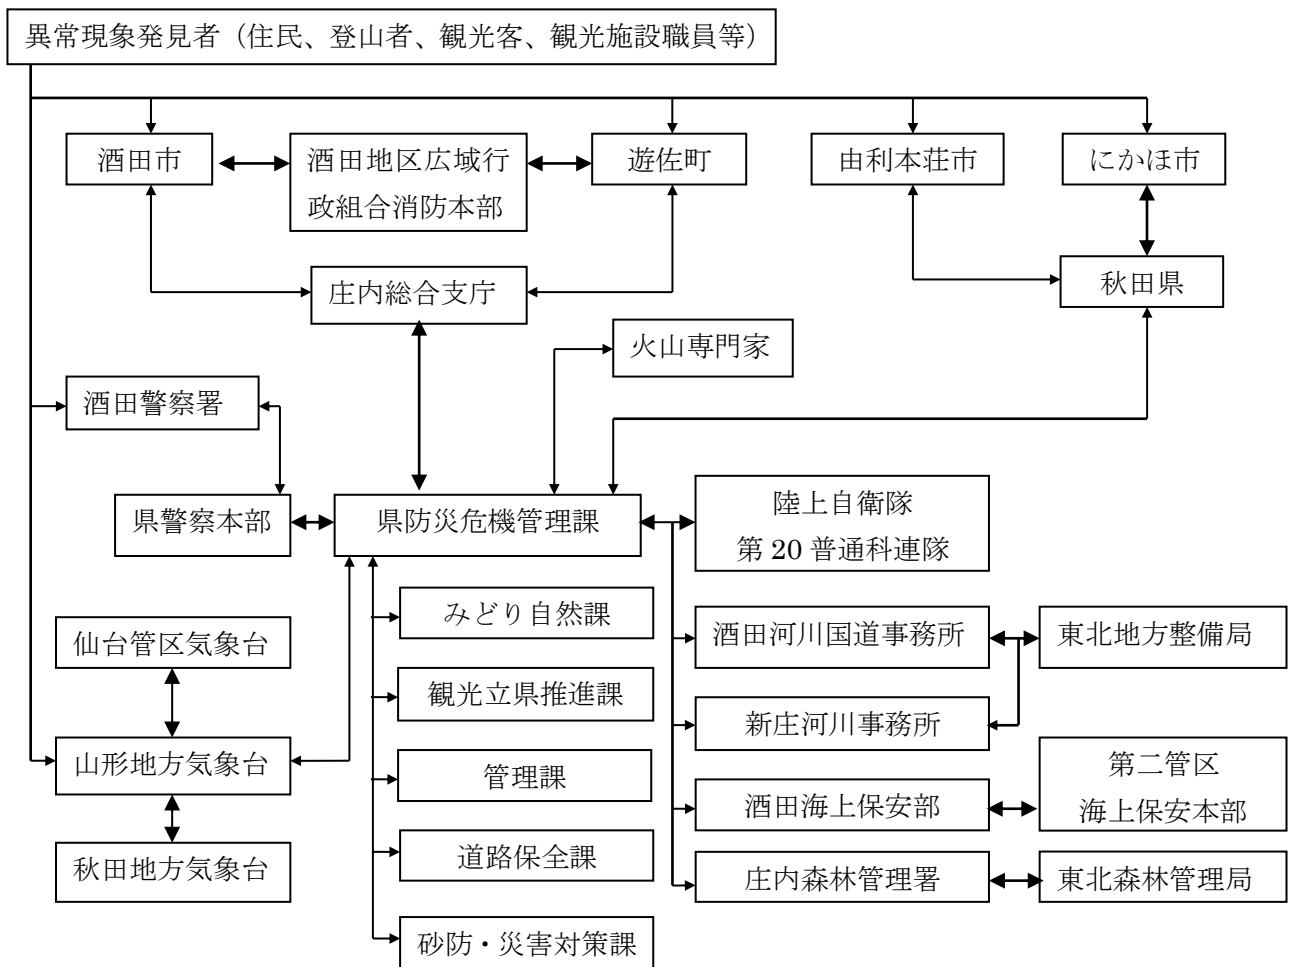 異常現象発見者（住民、登山者、観光客、観光施設職員等）
酒田市
酒田地区広域行
政組合消防本部
遊佐町
由利本荘市
にかほ市
庄内総合支庁
秋田県
火山専門家
酒田警察署
県警察本部
県防災危機管理課
陸上自衛隊
第 20 普通科連隊
みどり自然課
酒田河川国道事務所
東北地方整備局
仙台管区気象台
観光立県推進課
新庄河川事務所
山形地方気象台
管理課
酒田海上保安部
第二管区
海上保安本部
秋田地方気象台
道路保全課
庄内森林管理署
東北森林管理局
砂防・災害対策課